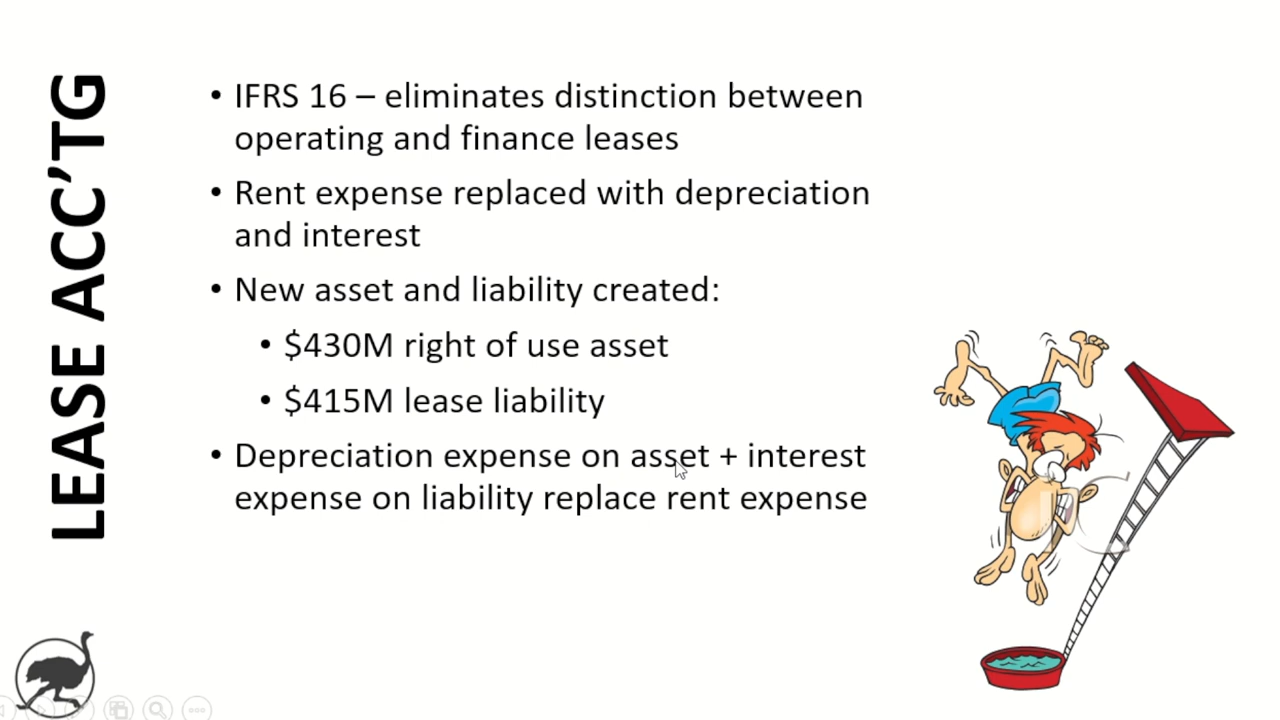 LEASE ACC'TG
• IFRS 16 – eliminates distinction between
operating and finance leases
• Rent expense replaced with depreciation
and interest
• New asset and liability created:
• $430M right of use asset
• $415M lease liability
• Depreciation expense on asset + interest
expense on liability replace rent expense